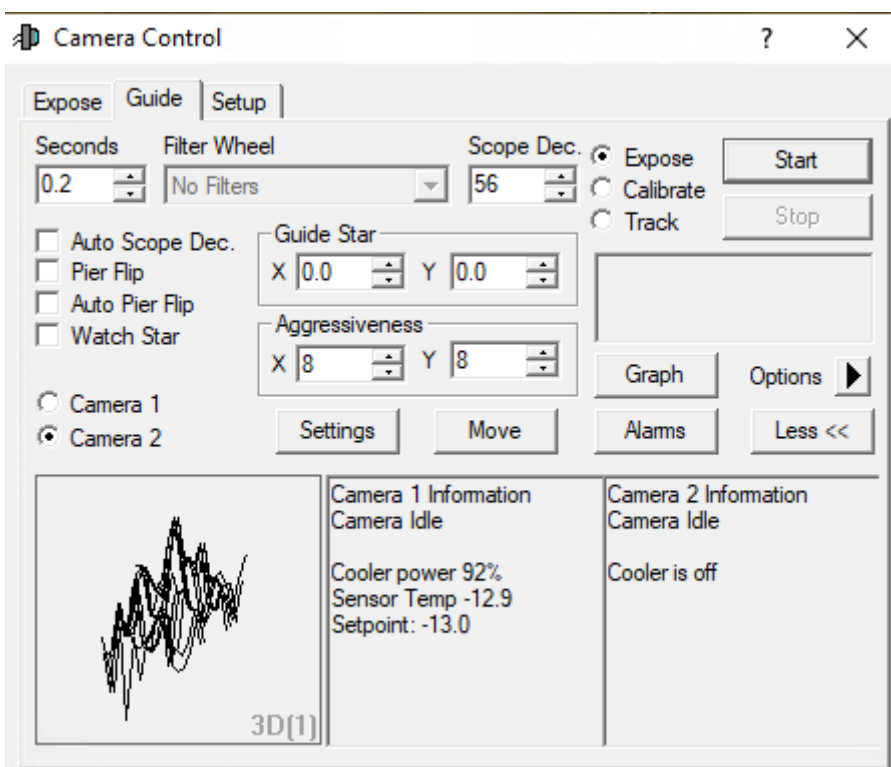 Camera Control ?
Expose Guide Setup
Seconds Filter Wheel Scope Dec.
0.2 No Filters 56
Expose
Calibrate
Track
Start
Stop
Auto Scope Dec.
Pier Flip
Auto Pier Flip
Watch Star
Guide Star
X 0.0 Y 0.0
Aggressiveness
X 8 Y 8
Graph Options
Camera 1
Camera 2
Settings Move Alarms Less <<
3D(1)
Camera 1 Information
Camera Idle
Cooler power 92%
Sensor Temp -12.9
Setpoint: -13.0
Camera 2 Information
Camera Idle
Cooler is off